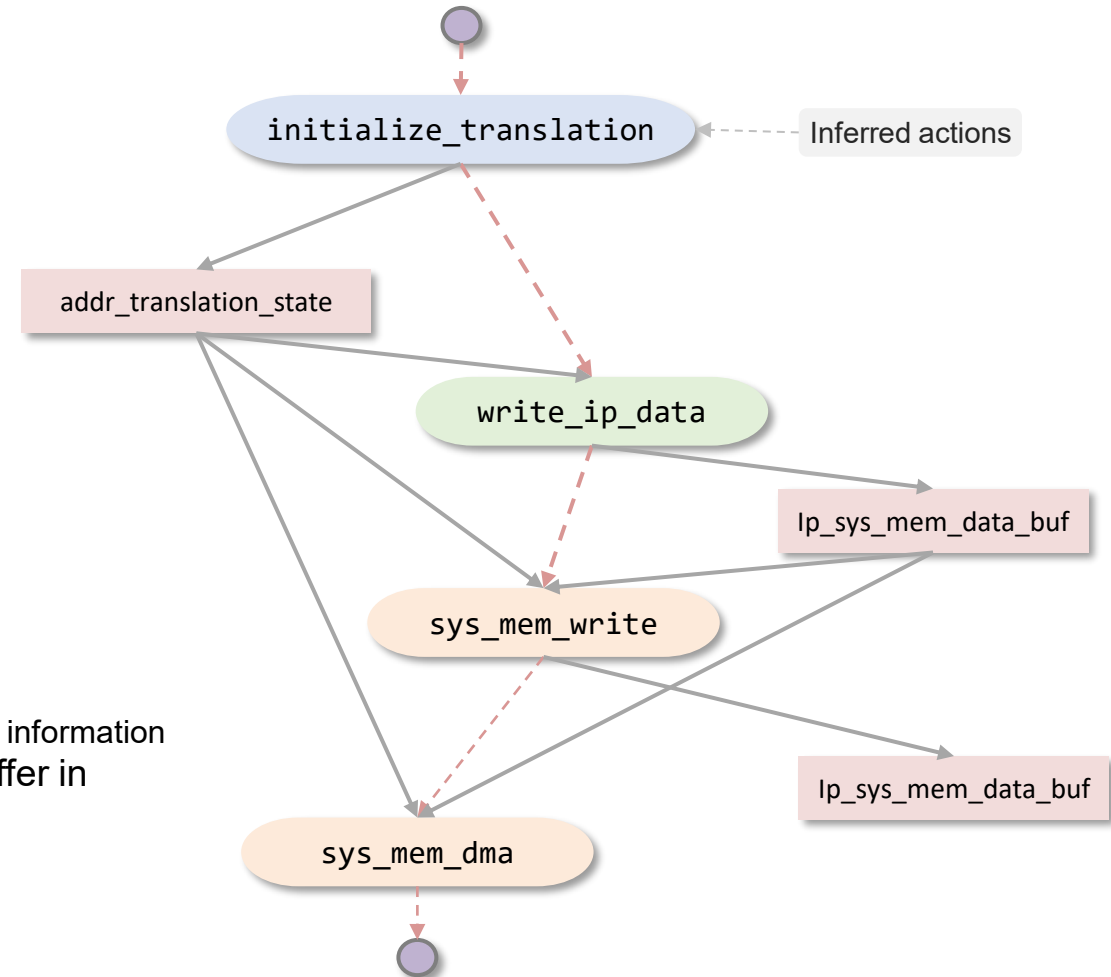 initialize_translation
Inferred actions
addr_translation_state
write_ip_data
Ip_sys_mem_data_buf
sys_mem_write
information
ffer in
Ip_sys_mem_data_buf
sys_mem_dma